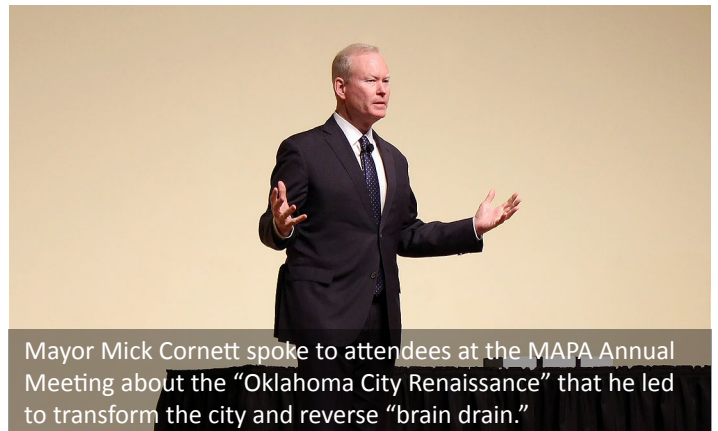 Mayor Mick Cornett spoke to attendees at the MAPA Annual
Meeting about the “Oklahoma City Renaissance” that he led
to transform the city and reverse “brain drain.”